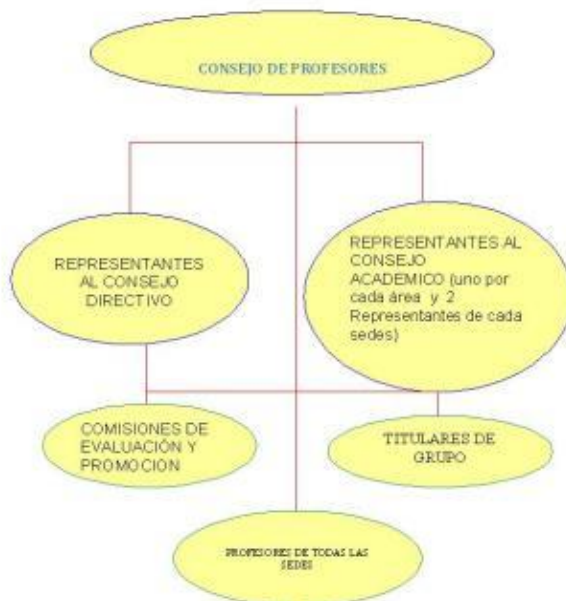 CONSEJO DE PROFESORES
REPRESENTANTES
AL CONSEJO
DIRECTIVO
REPRESENTANTES AL
CONSEJO
ACADEMICO (uno por
cada área y 2
Representantes de cada
sedes)
COMISIONES DE
EVALUACIÓN Y
PROMOCION
TITULARES DE
GRUPO
PROFESORES DE TODAS LAS
SEDES